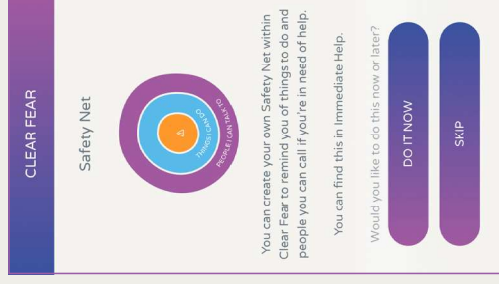 CLEAR FEAR
Safety Net
THINGS I CAN DO
PEOPLE I CAN TALK TO
You can create your own Safety Net within
Clear Fear to remind you of things to do and
people you can call if you're in need of help.
You can find this in Immediate Help.
Would you like to do this now or later?
DO IT NOW
SKIP